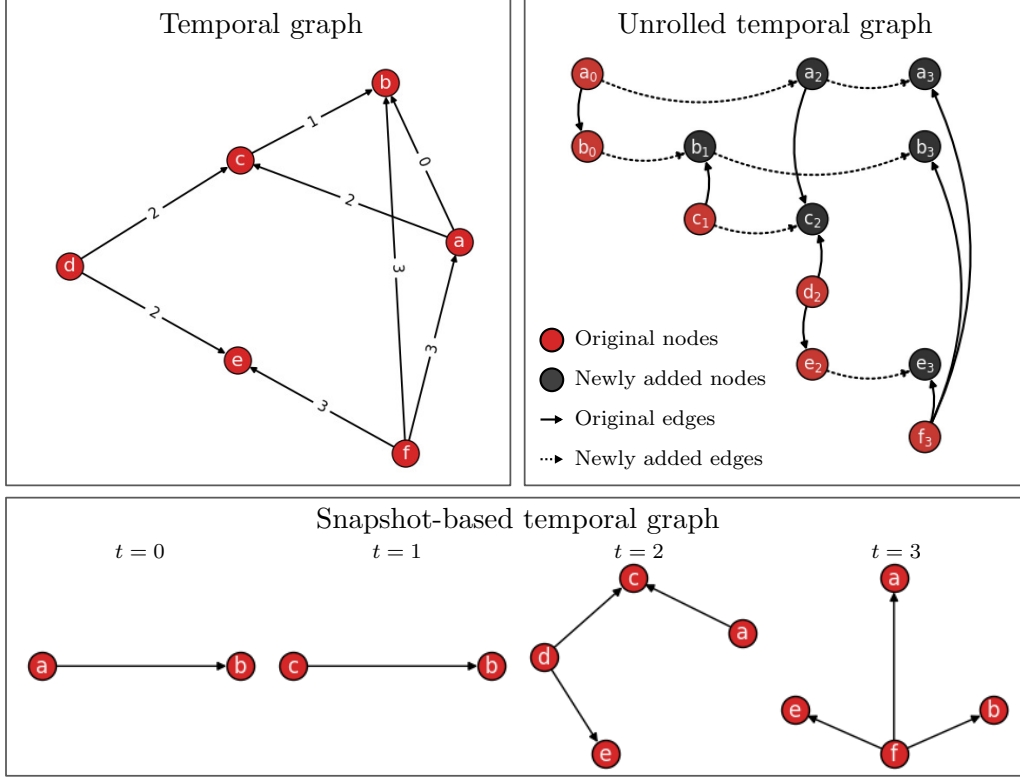 Temporal graph
b
1
c
0
2
2
a
d
3
2
3
e
3
f
Unrolled temporal graph
a₀ a₂ a₃
b₀ b₁ b₃
c₁ c₂
d₂
e₂ e₃
f₃
Original nodes
Newly added nodes
Original edges
Newly added edges
Snapshot-based temporal graph
t = 0 t = 1 t = 2 t = 3
a b
c b
c
a
d
e
a
e b
f